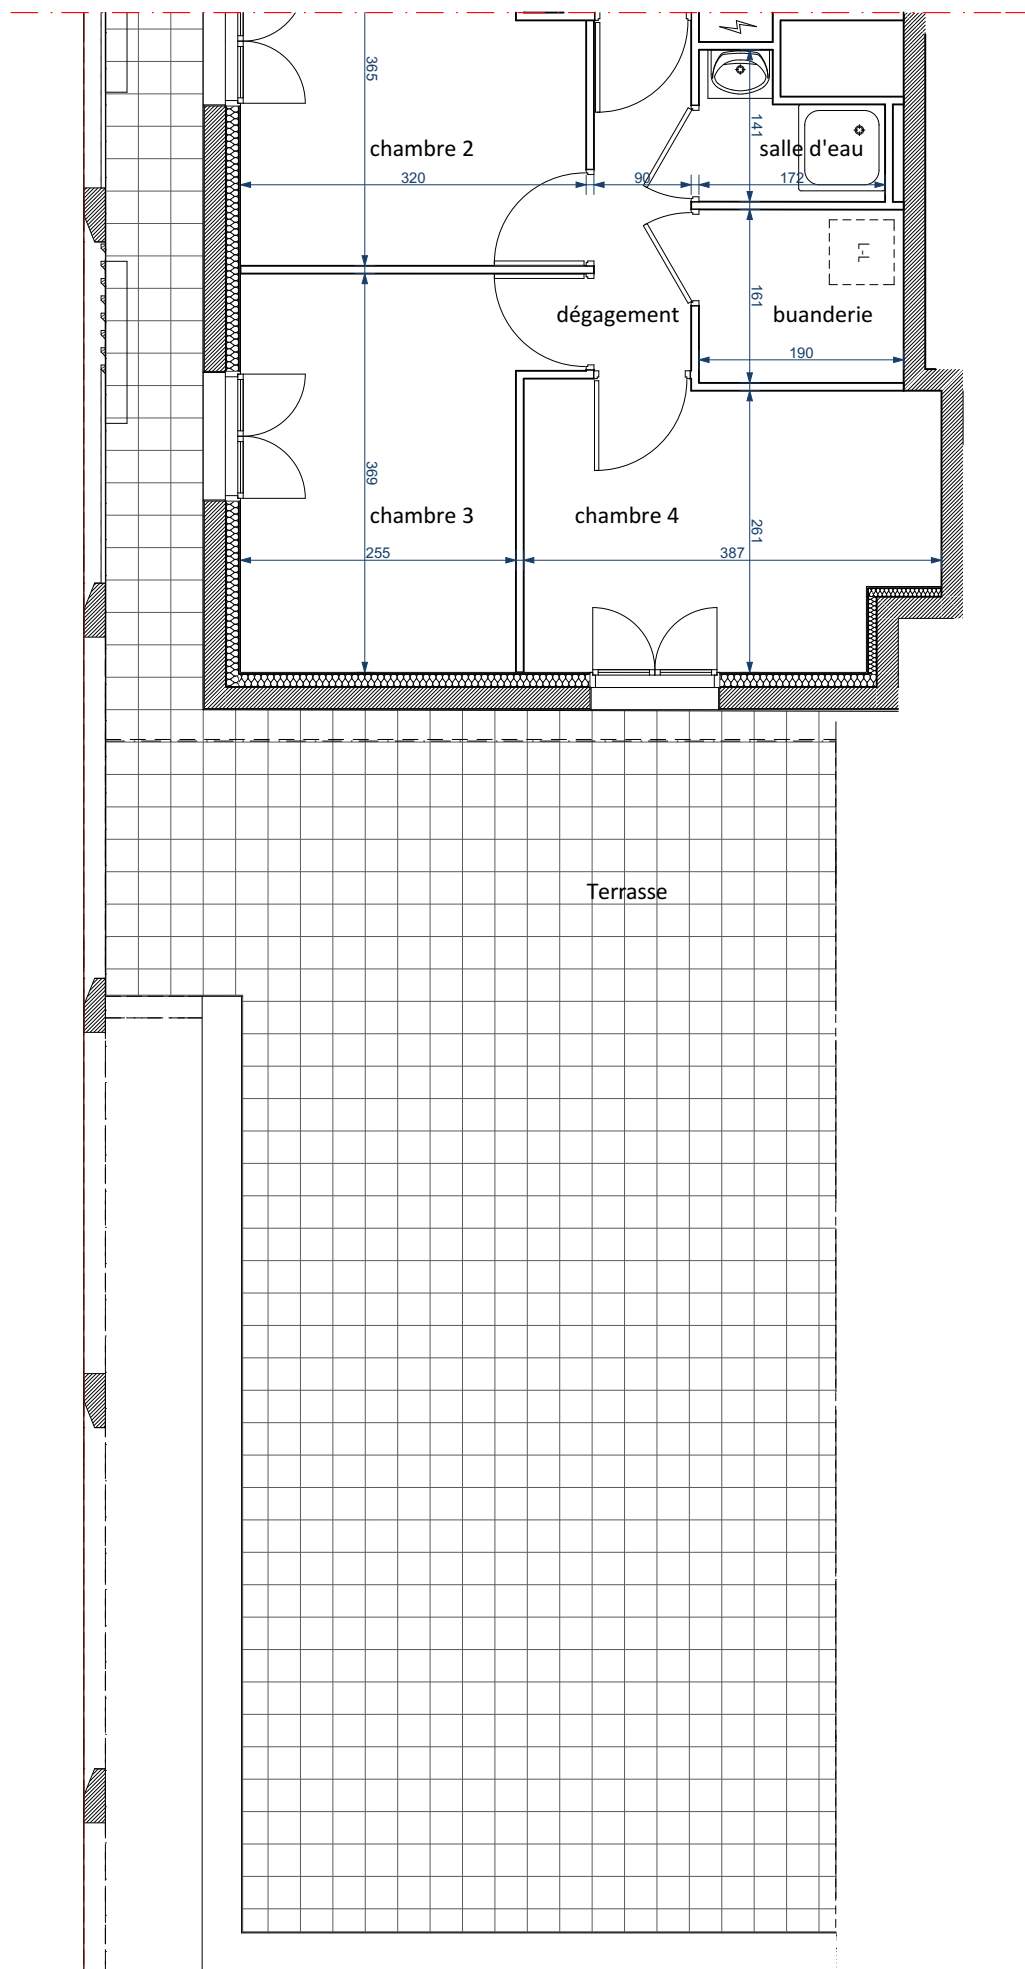 365
141
chambre 2
salle d'eau
320
90
172
L-L
161
dégagement
buanderie
190
369
chambre 3
chambre 4
261
255
387
Terrasse